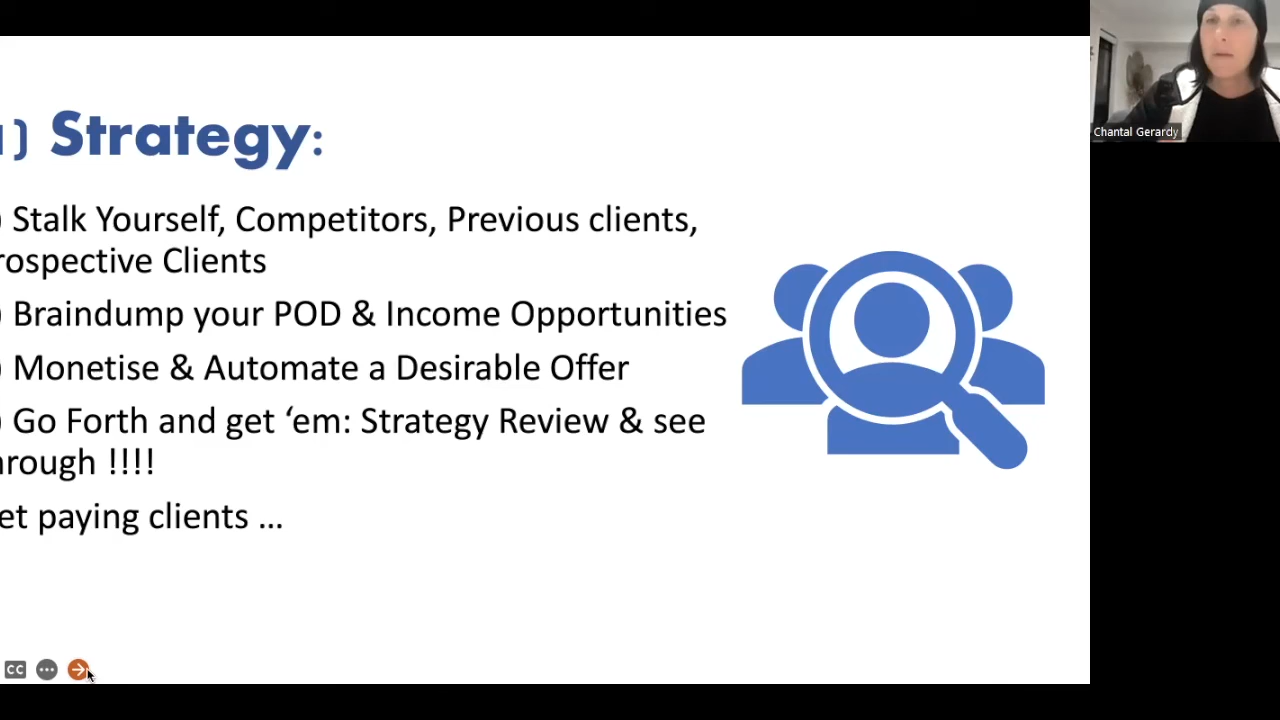 ) Strategy:
) Stalk Yourself, Competitors, Previous clients,
rospective Clients
) Braindump your POD & Income Opportunities
) Monetise & Automate a Desirable Offer
) Go Forth and get ‘em: Strategy Review & see
hrough !!!!
et paying clients …
CC
Chantal Gerardy